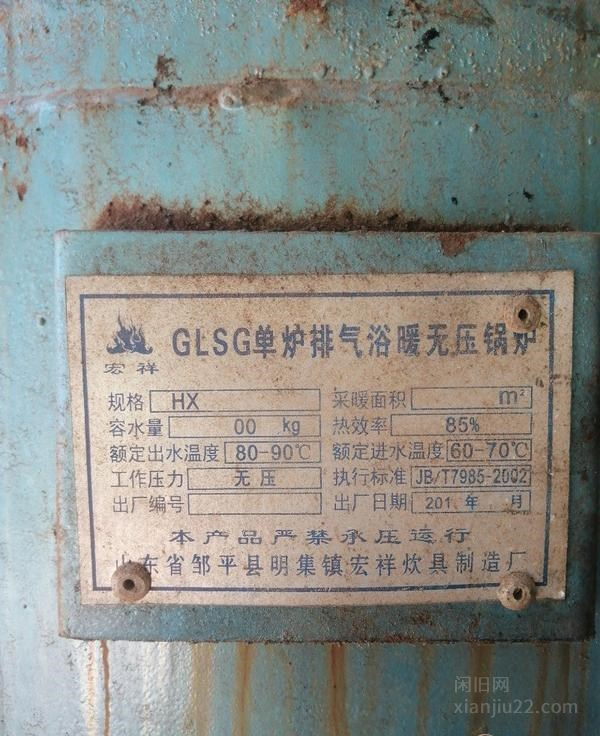 宏祥
GLSG单炉排气浴暖无压锅炉
规格 HX 采暖面积 m²
容水量 00 kg 热效率 85%
额定出水温度 80-90℃ 额定进水温度 60-70℃
工作压力 无压 执行标准 JB/T7985-2002
出厂编号 出厂日期 201 年 月
本产品严禁承压运行
山东省邹平县明集镇宏祥炊具制造厂
闲旧网
xianjiu22.com